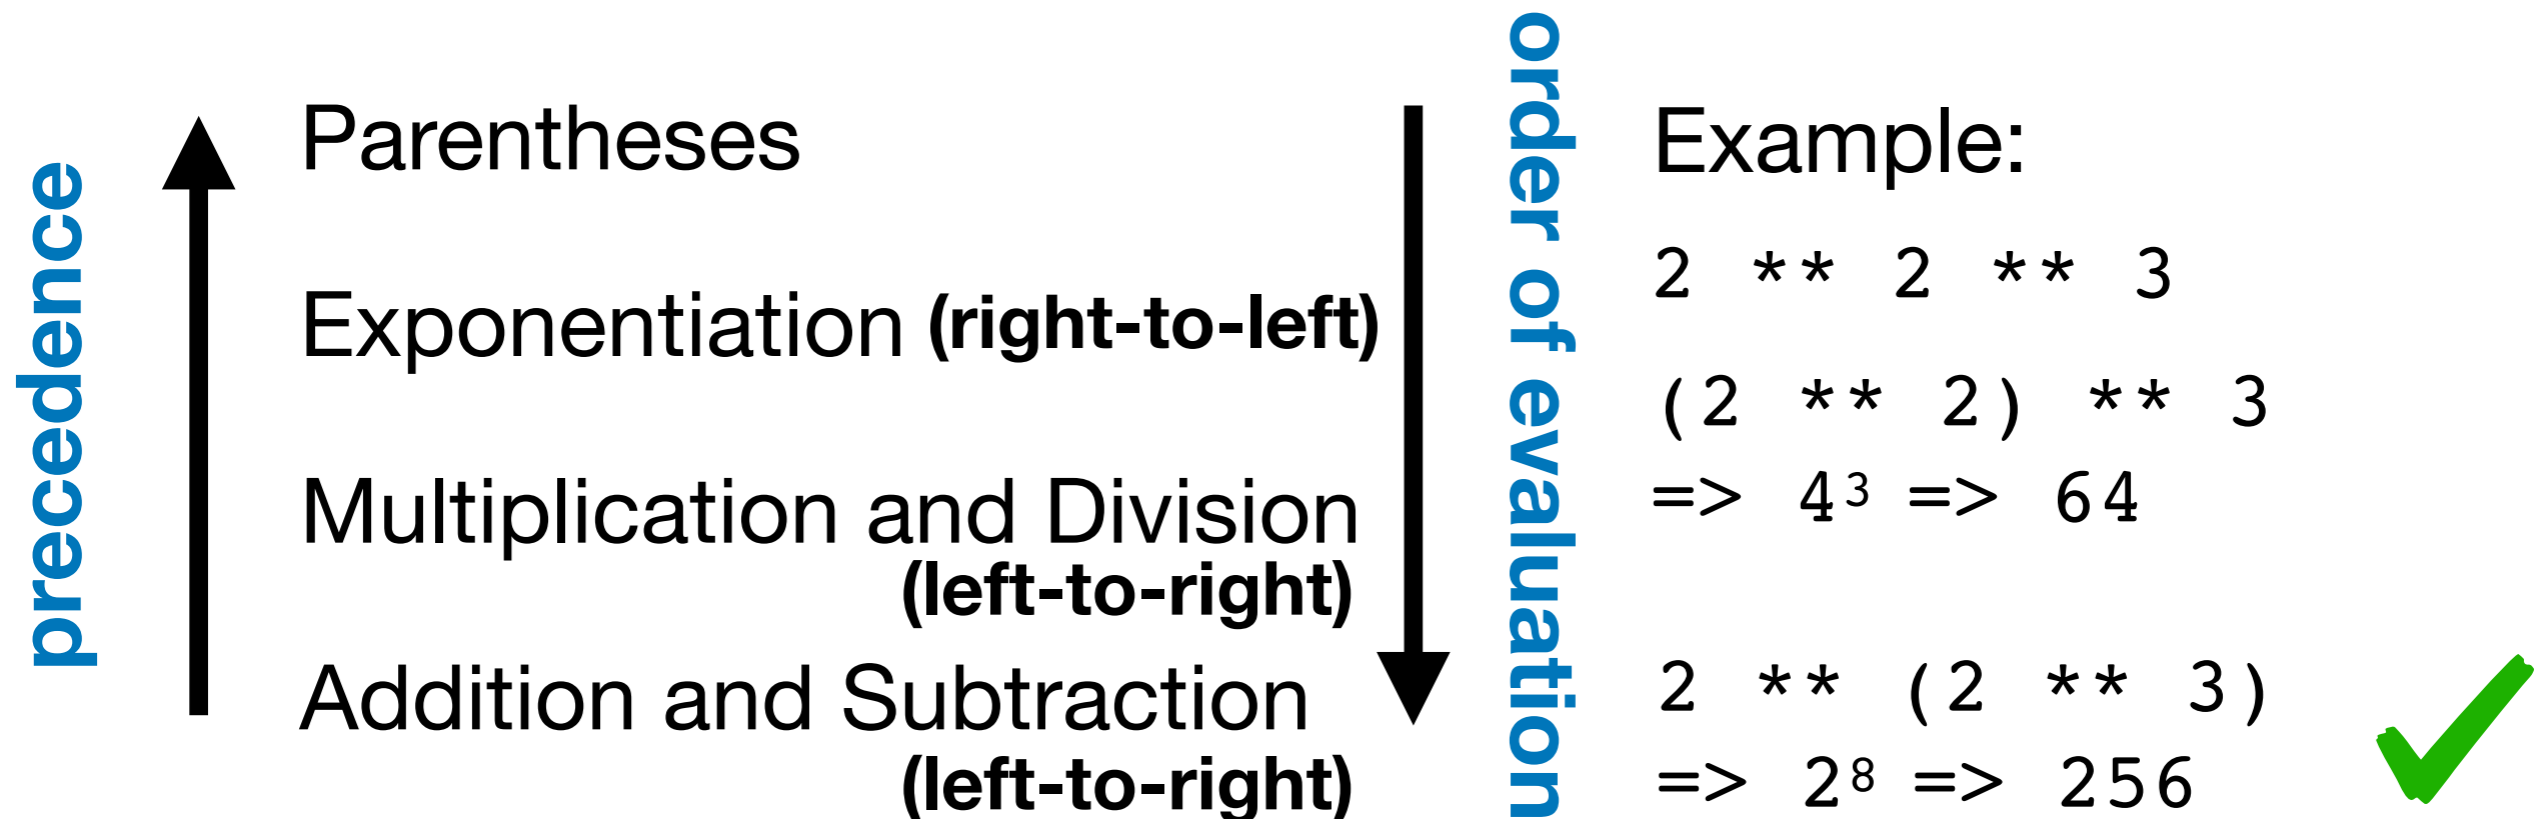 precedence
Parentheses
Exponentiation (right-to-left)
Multiplication and Division
(left-to-right)
Addition and Subtraction
(left-to-right)
order of evaluation
Example:
2 ** 2 ** 3
(2 ** 2) ** 3
=> 4³ => 64
2 ** (2 ** 3)
=> 2⁸ => 256